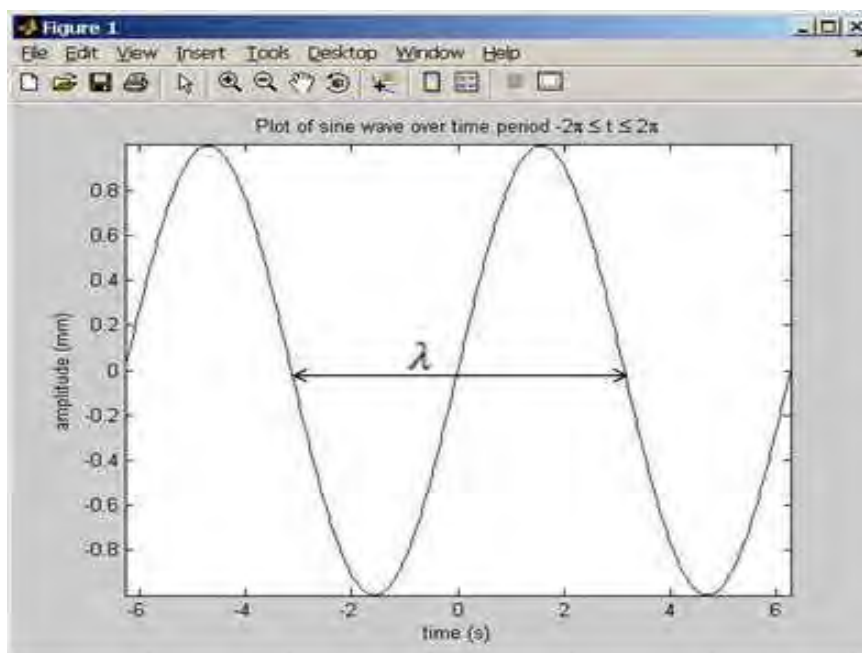 Figure 1
File Edit View Insert Tools Desktop Window Help
Plot of sine wave over time period -2π ≤ t ≤ 2π
0.8
0.6
0.4
0.2
λ
0
-0.2
-0.4
-0.6
-0.8
amplitude (mm)
-6 -4 -2 0 2 4 6
time (s)